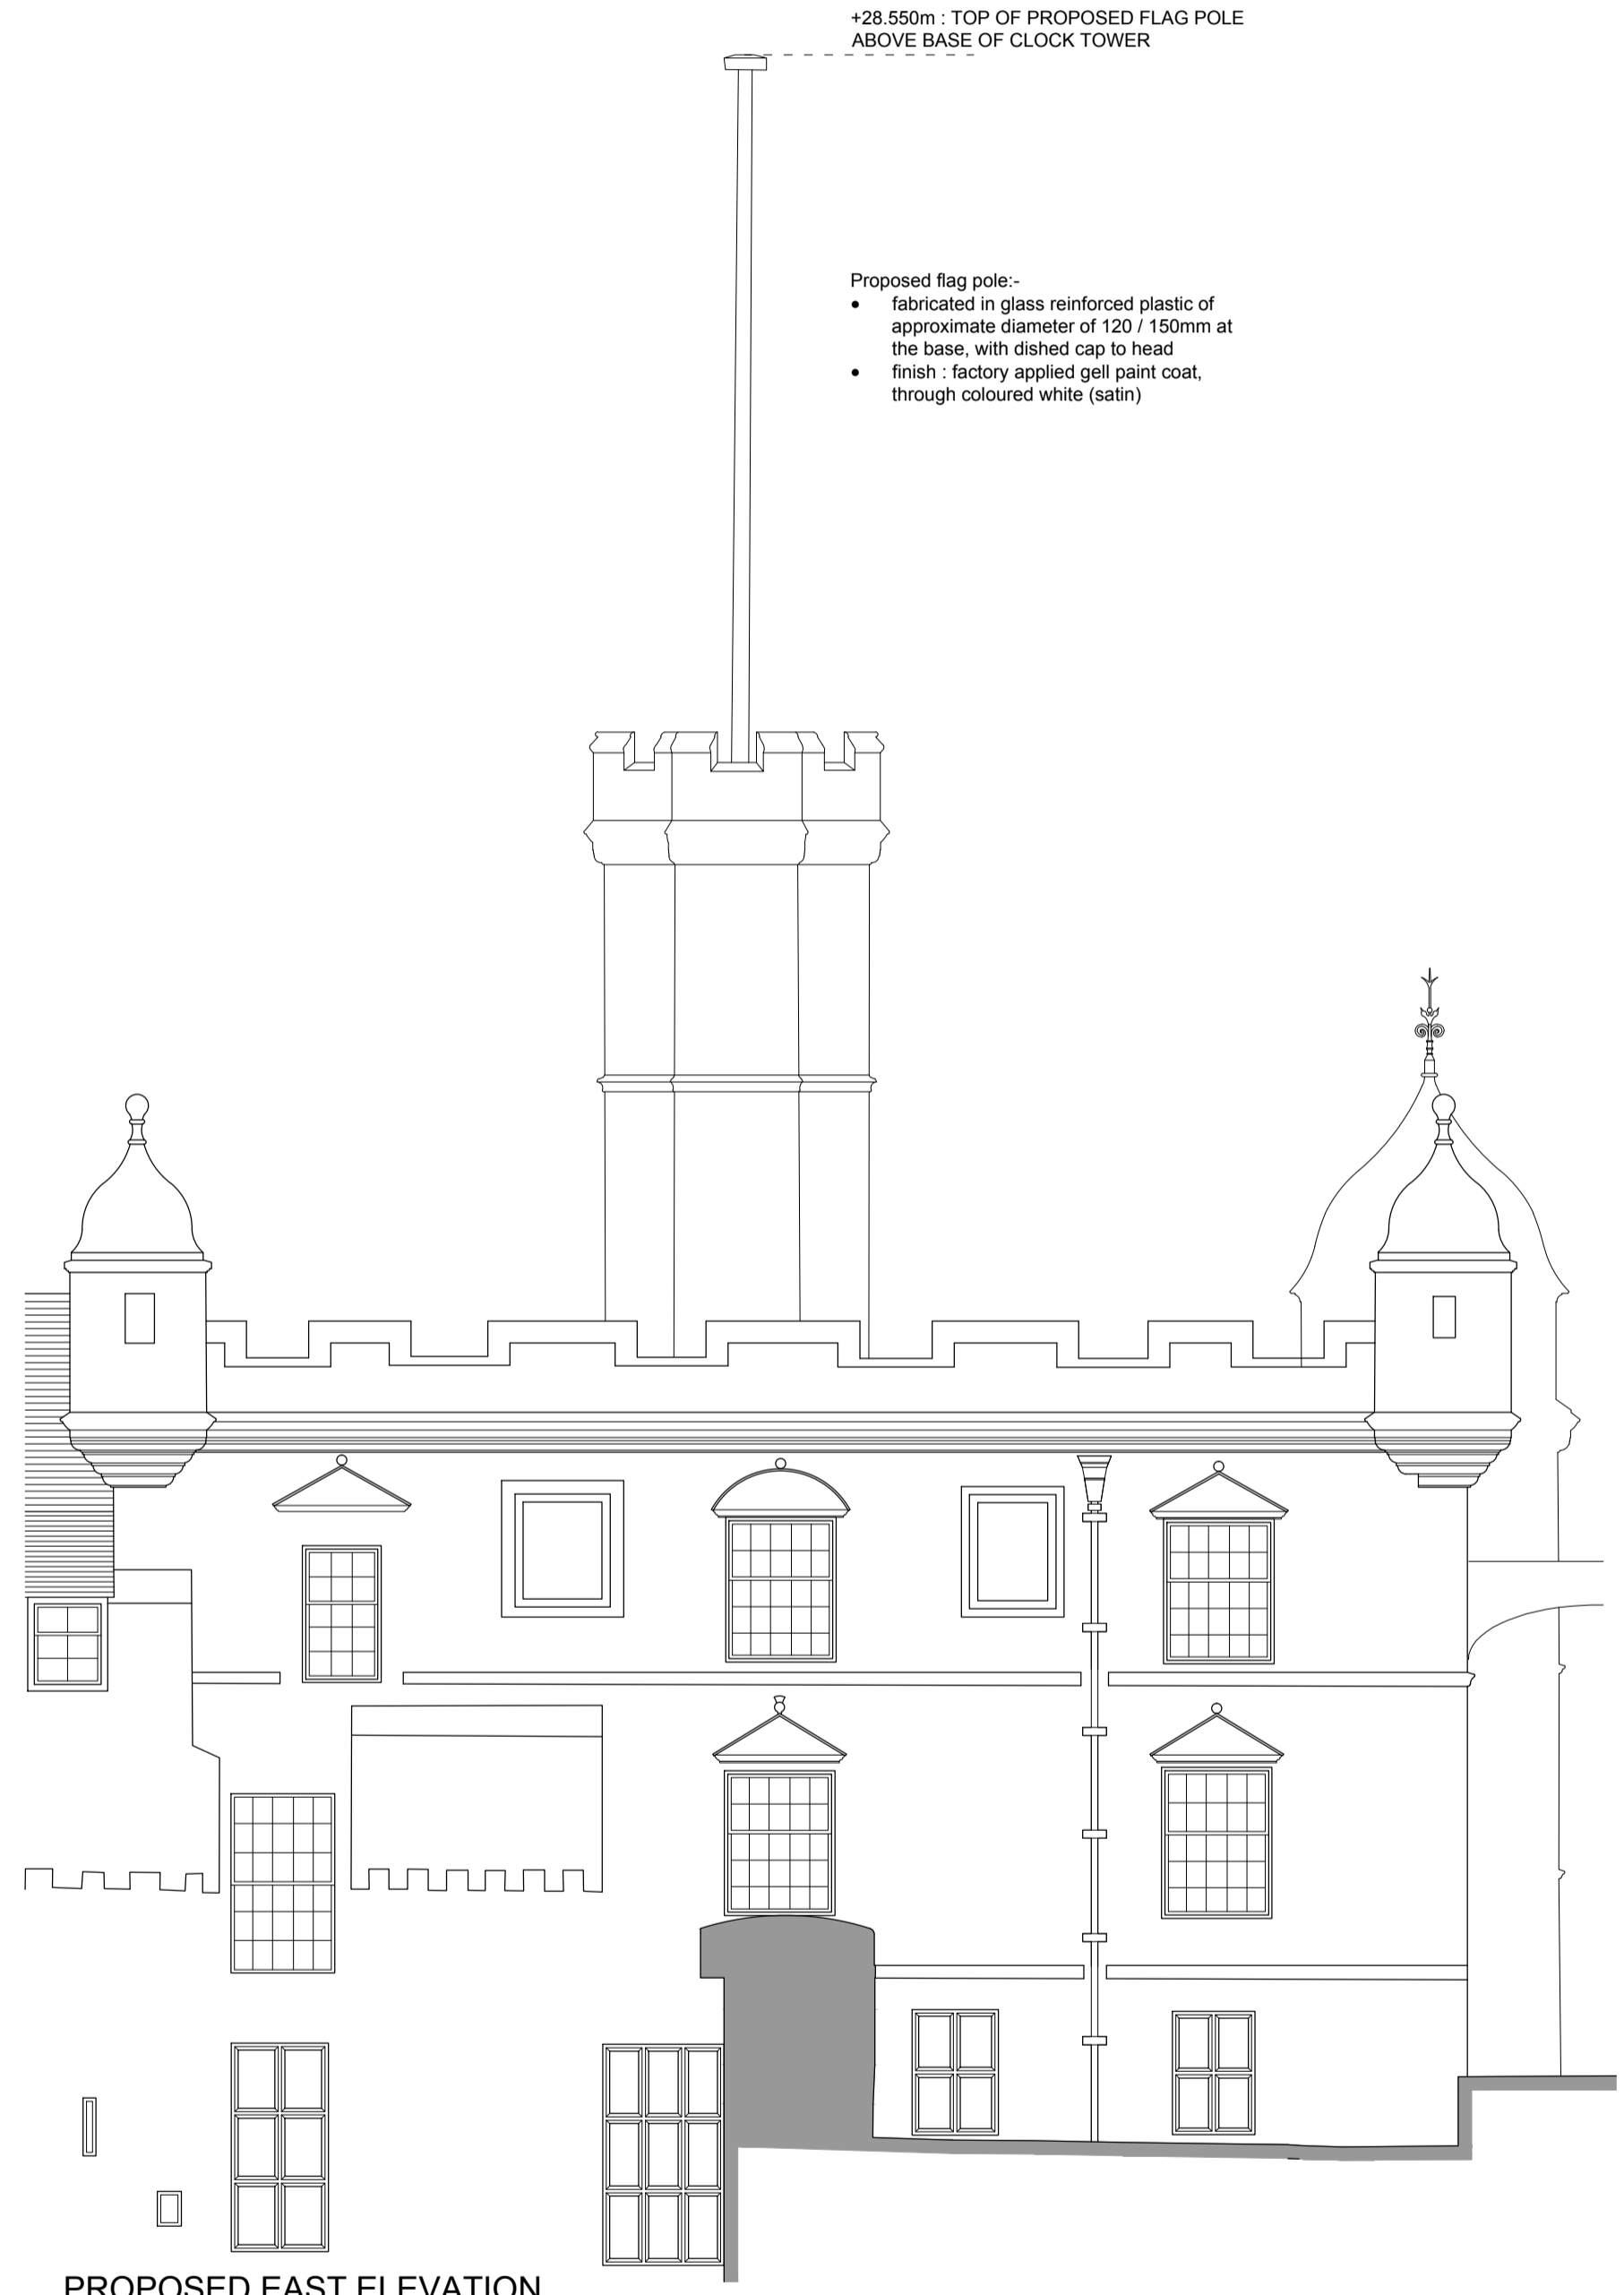 +28.550m : TOP OF PROPOSED FLAG POLE
ABOVE BASE OF CLOCK TOWER
Proposed flag pole:-
• fabricated in glass reinforced plastic of
approximate diameter of 120 / 150mm at
the base, with dished cap to head
• finish : factory applied gell paint coat,
through coloured white (satin)
PROPOSED EAST ELEVATION